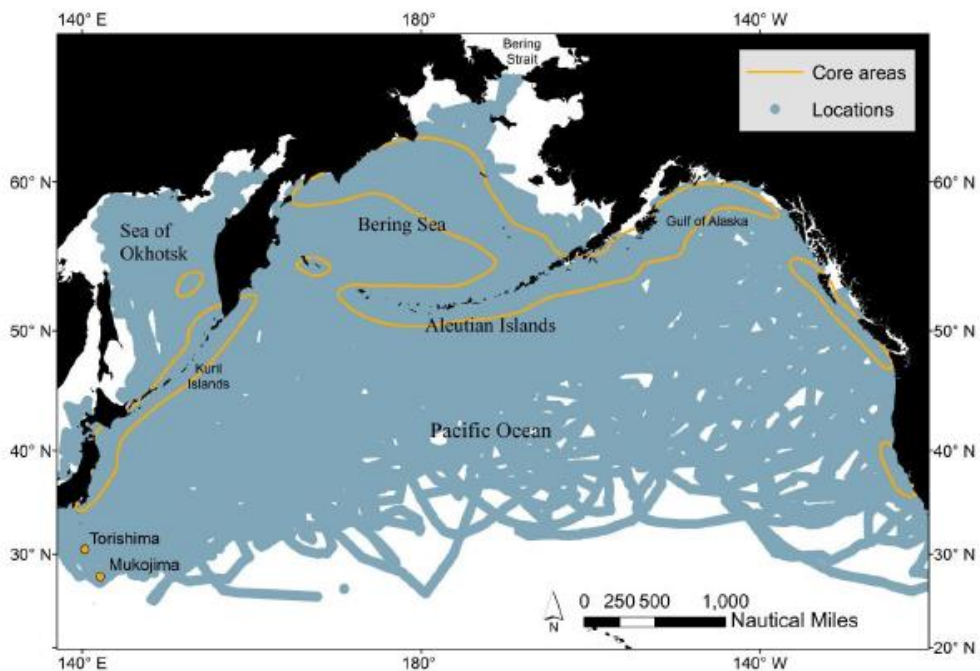 140° E 180° 140° W
Bering
Strait
Core areas
Locations
60° N 60° N
Sea of
Okhotsk
Bering Sea
Gulf of Alaska
50° N 50° N
Aleutian Islands
Kuril
Islands
Pacific Ocean
40° N 40° N
Torishima
30° N 30° N
Mukojima
N
0 250 500 1,000
Nautical Miles
20° N
140° E 180° 140° W